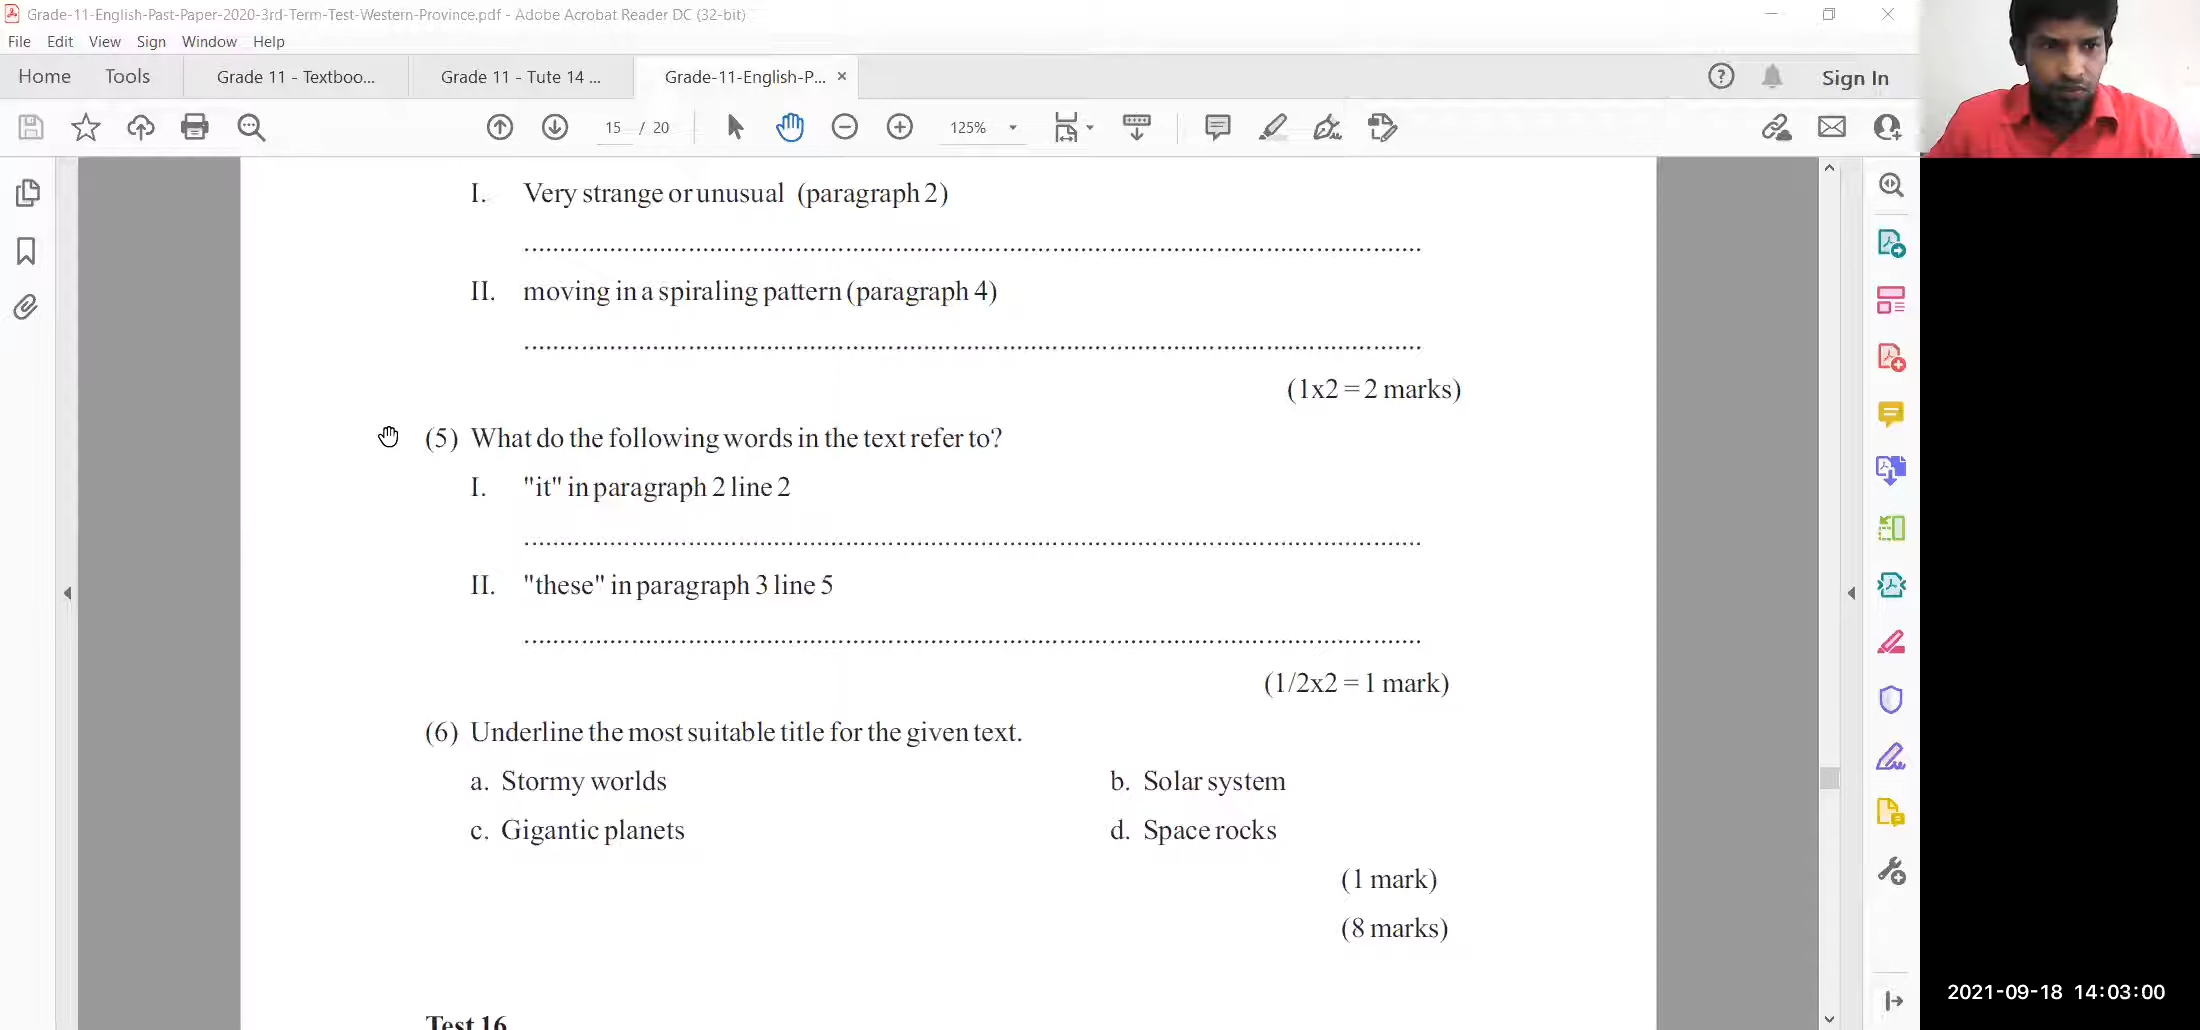 Grade-11-English-Past-Paper-2020-3rd-Term-Test-Western-Province.pdf - Adobe Acrobat Reader DC (32-bit)
File Edit View Sign Window Help
Home Tools Grade 11 - Textboo... Grade 11 - Tute 14 ... Grade-11-English-P... × Sign In
15 / 20 125%
I. Very strange or unusual (paragraph 2)
..........................................................................................
II. moving in a spiraling pattern (paragraph 4)
..........................................................................................
(1x2 = 2 marks)
(5) What do the following words in the text refer to?
I. "it" in paragraph 2 line 2
..........................................................................................
II. "these" in paragraph 3 line 5
..........................................................................................
(1/2x2 = 1 mark)
(6) Underline the most suitable title for the given text.
a. Stormy worlds b. Solar system
c. Gigantic planets d. Space rocks
(1 mark)
(8 marks)
Test 16
2021-09-18 14:03:00